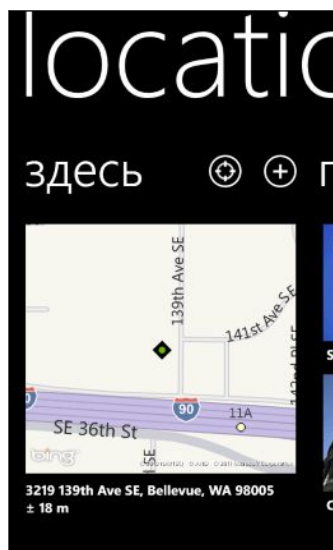 locatio
здесь
139th Ave SE
141st Ave SE
90
11A
SE 36th St
SE
bing
3219 139th Ave SE, Bellevue, WA 98005
± 18 m